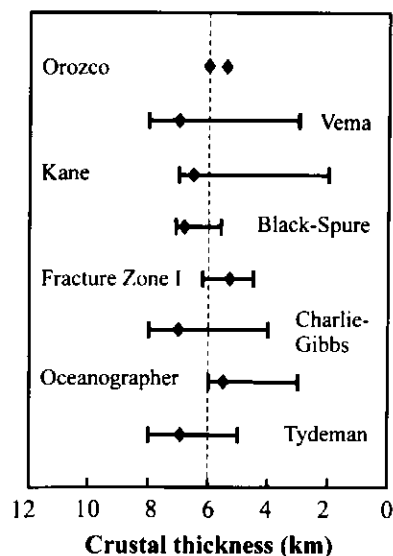 Orozco
Vema
Kane
Black-Spure
Fracture Zone I
Charlie-
Gibbs
Oceanographer
Tydeman
12 10 8 6 4 2 0
Crustal thickness (km)